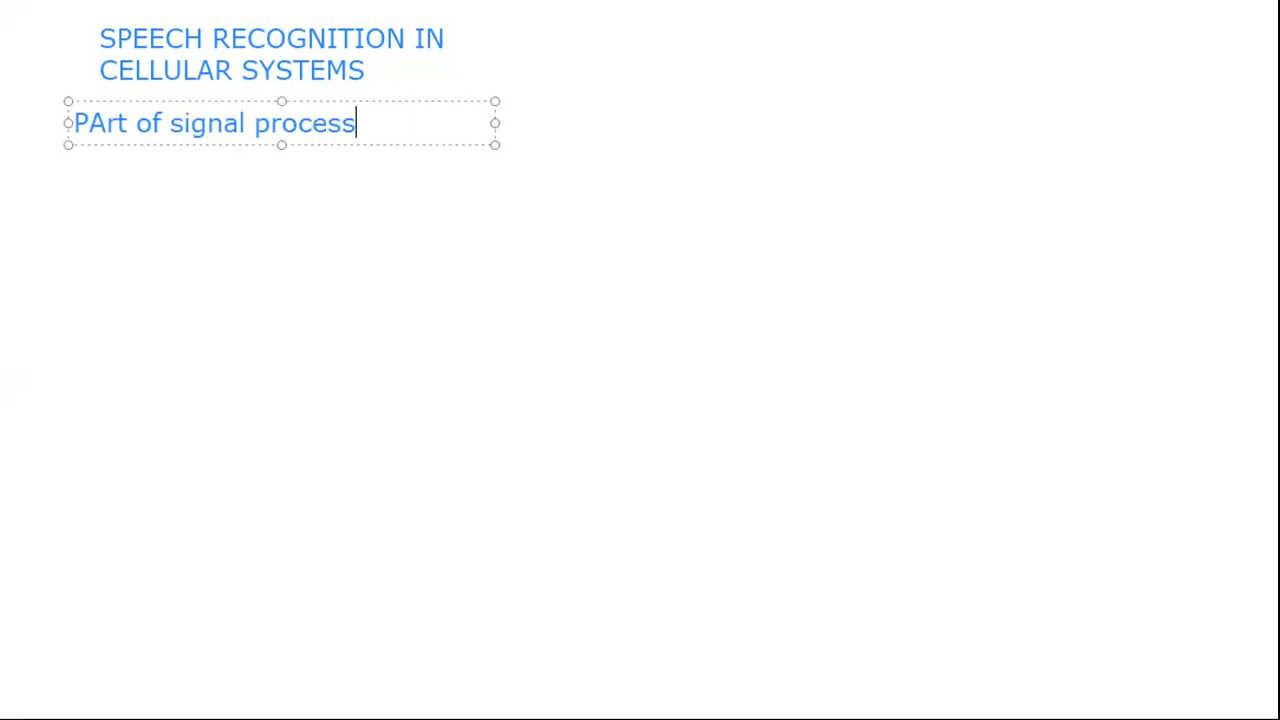 SPEECH RECOGNITION IN
CELLULAR SYSTEMS
PArt of signal process